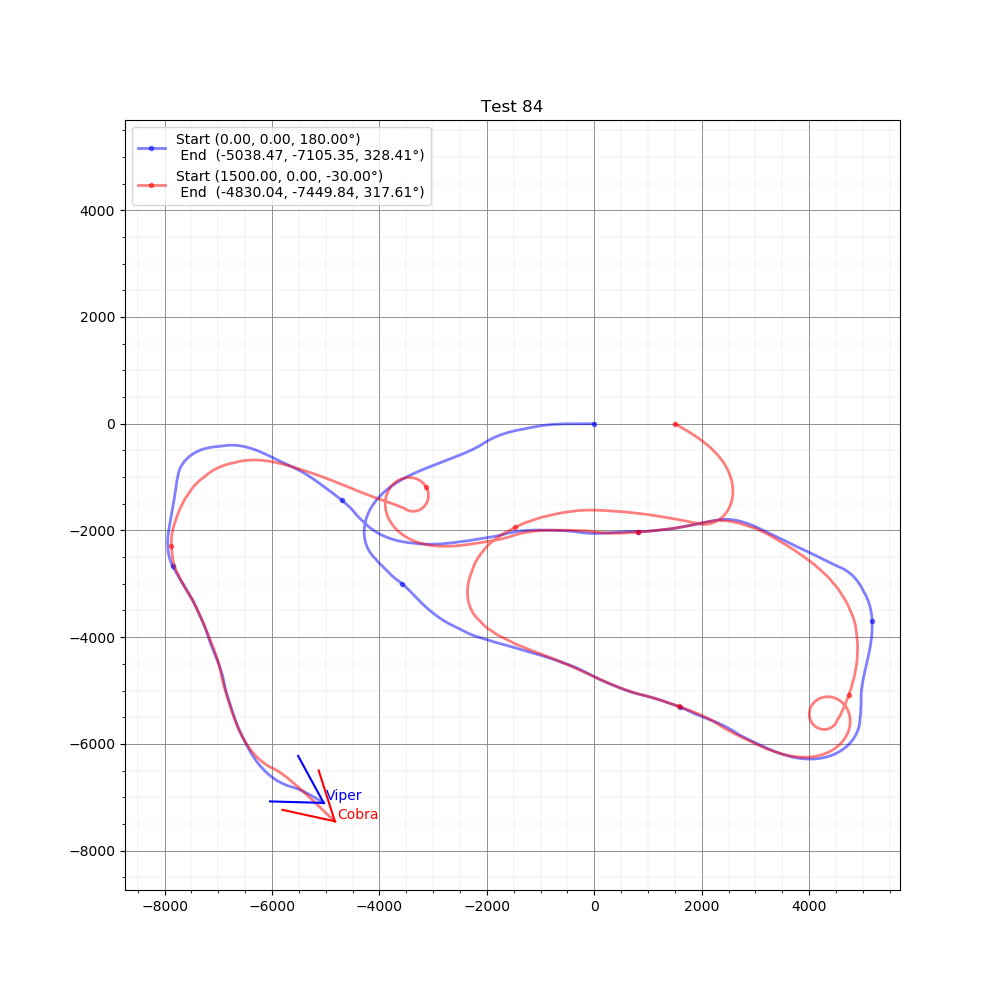 Test 84
Start (0.00, 0.00, 180.00°)
End  (-5038.47, -7105.35, 328.41°)
Start (1500.00, 0.00, -30.00°)
End  (-4830.04, -7449.84, 317.61°)
4000
2000
0
−2000
−4000
−6000
−8000
Viper
Cobra
−8000 −6000 −4000 −2000 0 2000 4000